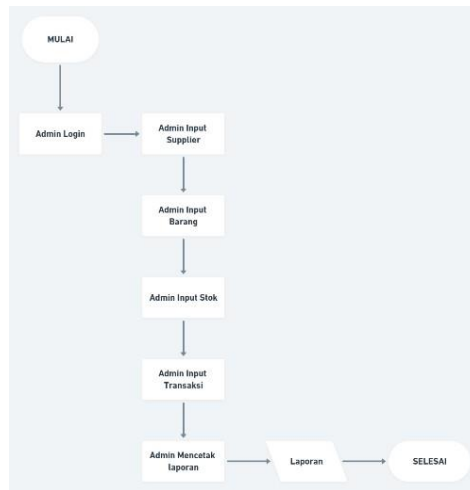 MULAI
Admin Login
Admin Input
Supplier
Admin Input
Barang
Admin Input Stok
Admin Input
Transaksi
Admin Mencetak
laporan
Laporan
SELESAI